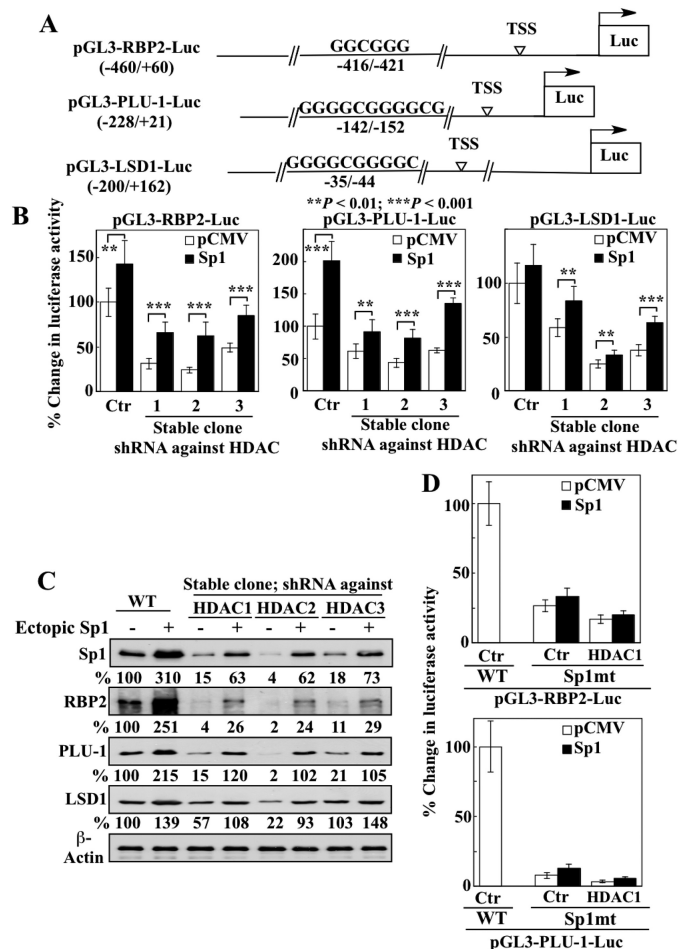 A
TSS
pGL3-RBP2-Luc
GGCGGG
Luc
(-460/+60)
-416/-421
TSS
pGL3-PLU-1-Luc
GGGGCGGGGCG
Luc
(-228/+21)
-142/-152
TSS
pGL3-LSD1-Luc
GGGGCGGGGC
Luc
(-200/+162)
-35/-44
**P < 0.01; ***P < 0.001
B
% Change in luciferase activity
pGL3-RBP2-Luc
pCMV
Sp1
150
100
50
0
** *** *** ***
Ctr 1 2 3
Stable clone
shRNA against HDAC
pGL3-PLU-1-Luc
pCMV
Sp1
200
150
100
50
0
*** ** *** ***
Ctr 1 2 3
Stable clone
shRNA against HDAC
pGL3-LSD1-Luc
pCMV
Sp1
150
100
50
0
** ** ***
Ctr 1 2 3
Stable clone
shRNA against HDAC
C
Stable clone; shRNA against
WT HDAC1 HDAC2 HDAC3
Ectopic Sp1 - + - + - + - +
Sp1
% 100 310 15 63 4 62 18 73
RBP2
% 100 251 4 26 2 24 11 29
PLU-1
% 100 215 15 120 2 102 21 105
LSD1
% 100 139 57 108 22 93 103 148
β-
Actin
D
% Change in luciferase activity
pCMV
Sp1
100
50
25
0
Ctr Ctr HDAC1
WT Sp1mt
pGL3-RBP2-Luc
100
50
0
Ctr Ctr HDAC1
WT Sp1mt
pGL3-PLU-1-Luc